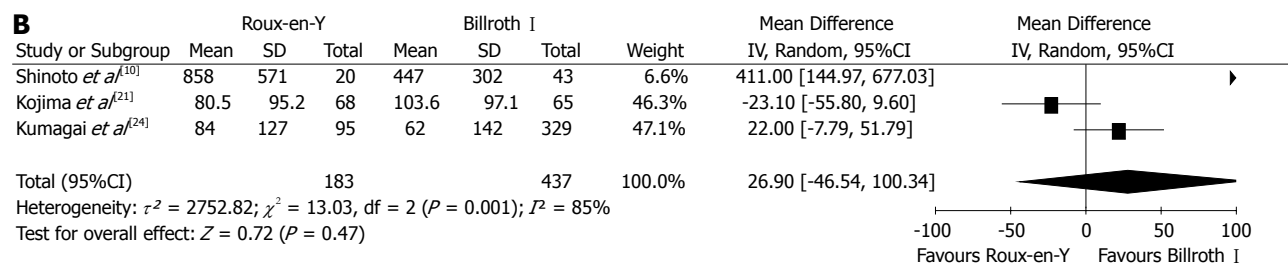 B
Roux-en-Y Billroth Ⅰ Mean Difference Mean Difference
Study or Subgroup Mean SD Total Mean SD Total Weight IV, Random, 95%CI IV, Random, 95%CI
Shinoto et al[10] 858 571 20 447 302 43 6.6% 411.00 [144.97, 677.03]
Kojima et al[21] 80.5 95.2 68 103.6 97.1 65 46.3% -23.10 [-55.80, 9.60]
Kumagai et al[24] 84 127 95 62 142 329 47.1% 22.00 [-7.79, 51.79]
Total (95%CI) 183 437 100.0% 26.90 [-46.54, 100.34]
Heterogeneity: τ² = 2752.82; χ² = 13.03, df = 2 (P = 0.001); I² = 85%
Test for overall effect: Z = 0.72 (P = 0.47)
-100 -50 0 50 100
Favours Roux-en-Y Favours Billroth Ⅰ